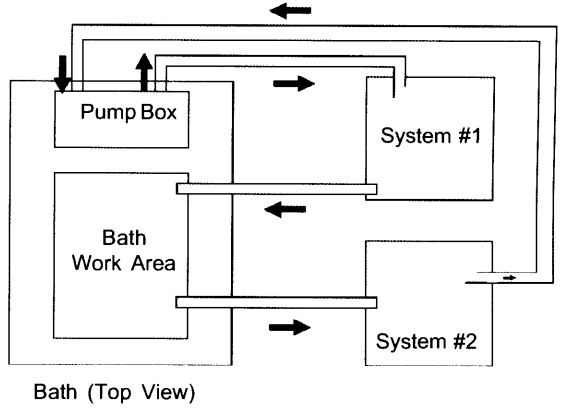 Pump Box
System #1
Bath
Work Area
System #2
Bath (Top View)